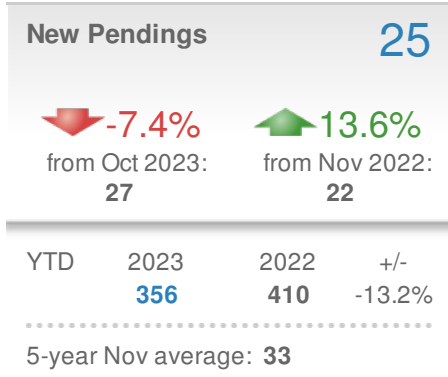 New Pendings 25
-7.4% 13.6%
from Oct 2023: from Nov 2022:
27 22
YTD 2023 2022 +/-
356 410 -13.2%
5-year Nov average: 33